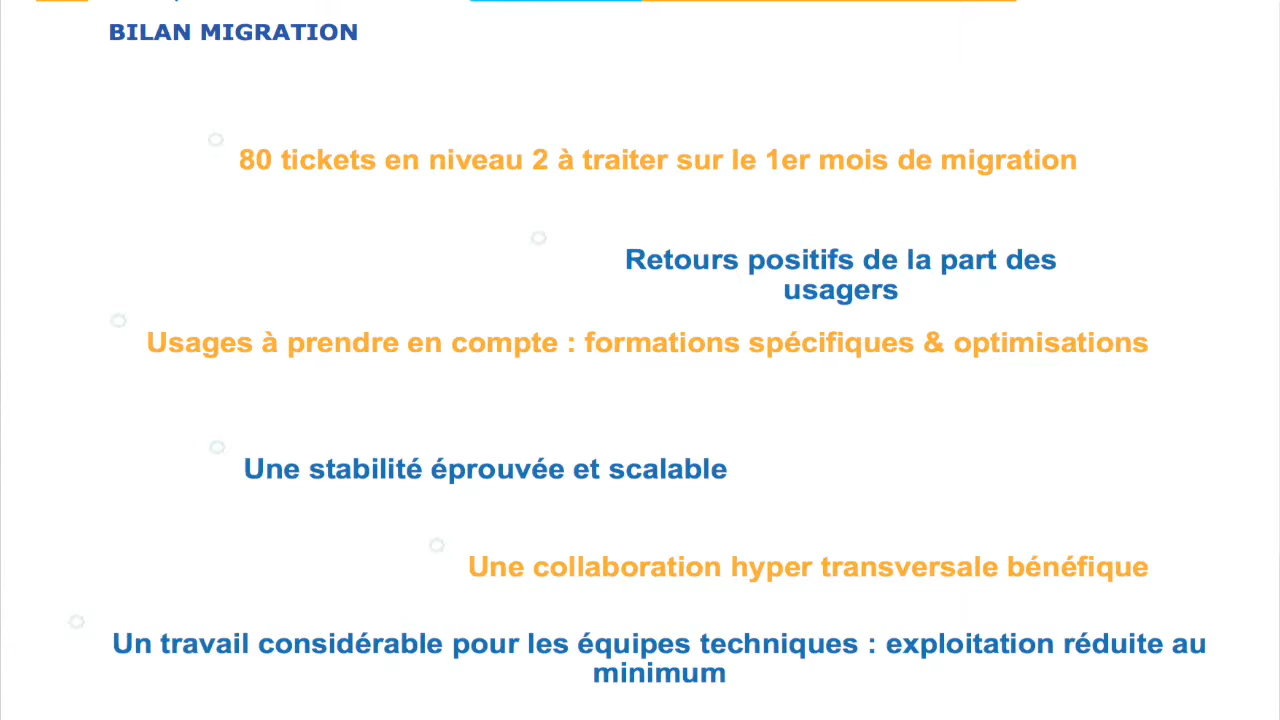 BILAN MIGRATION
80 tickets en niveau 2 à traiter sur le 1er mois de migration
Retours positifs de la part des
usagers
Usages à prendre en compte : formations spécifiques & optimisations
Une stabilité éprouvée et scalable
Une collaboration hyper transversale bénéfique
Un travail considérable pour les équipes techniques : exploitation réduite au
minimum